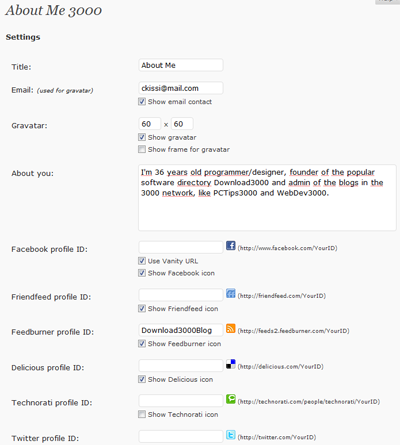 About Me 3000
Settings
Title: About Me
Email: (used for gravatar) ckissi@mail.com
Show email contact
Gravatar: 60 x 60
Show gravatar
Show frame for gravatar
About you: I'm 36 years old programmer/designer, founder of the popular
software directory Download3000 and admin of the blogs in the
3000 network, like PCTips3000 and WebDev3000.
Facebook profile ID: (http://www.facebook.com/YourID)
Use Vanity URL
Show Facebook icon
Friendfeed profile ID: (http://friendfeed.com/YourID)
Show Friendfeed icon
Feedburner profile ID: Download3000Blog (http://feeds2.feedburner.com/YourID)
Show Feedburner icon
Delicious profile ID: (http://delicious.com/YourID)
Show Delicious icon
Technorati profile ID: (http://technorati.com/people/technorati/YourID)
Show Technorati icon
Twitter profile ID: (http://twitter.com/YourID)